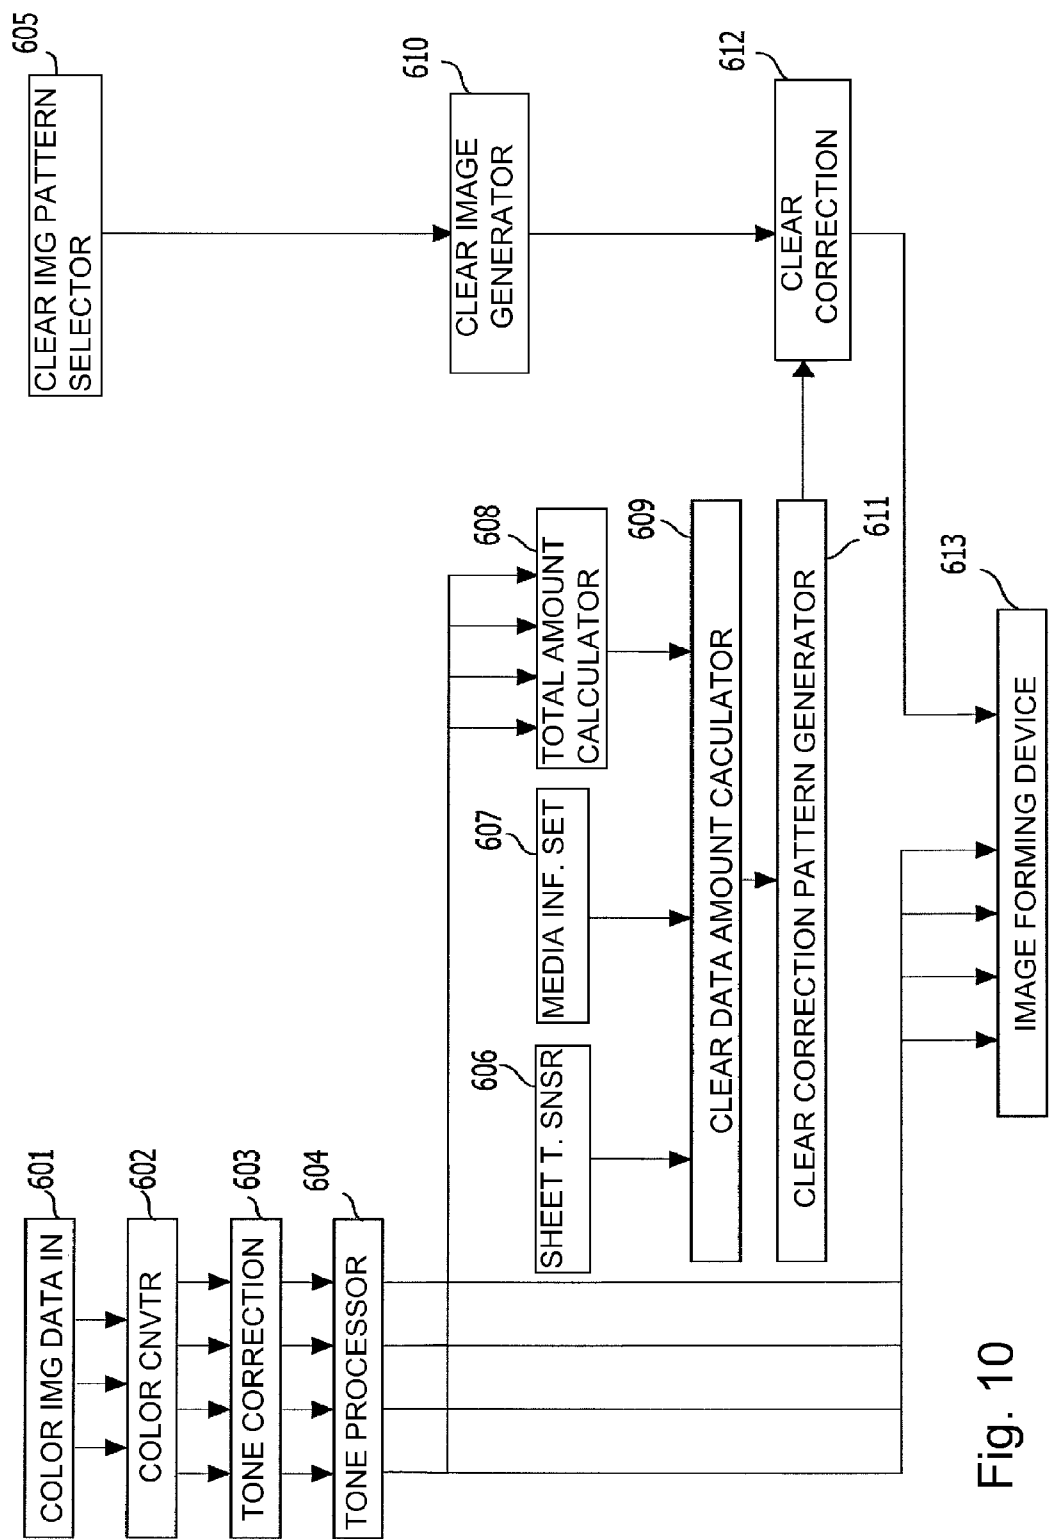 601
COLOR IMG DATA IN
602
COLOR CNVTR
603
TONE CORRECTION
604
TONE PROCESSOR
605
CLEAR IMG PATTERN
SELECTOR
606
SHEET T. SNSR
607
MEDIA INF. SET
608
TOTAL AMOUNT
CALCULATOR
609
CLEAR DATA AMOUNT CACULATOR
610
CLEAR IMAGE
GENERATOR
CLEAR CORRECTION PATTERN GENERATOR
611
612
CLEAR
CORRECTION
613
IMAGE FORMING DEVICE
Fig. 10